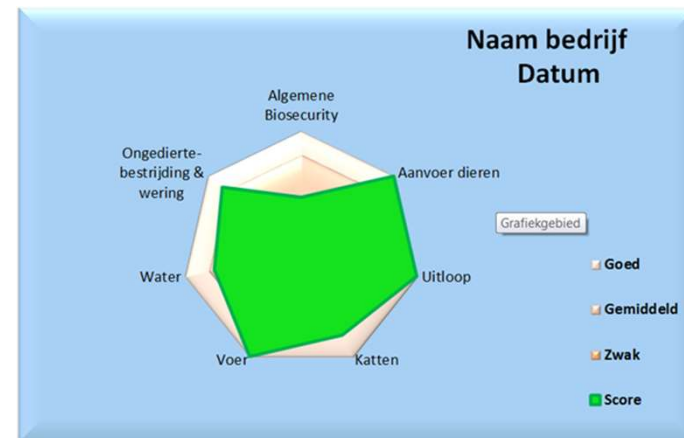 Naam bedrijf
Datum
Algemene
Biosecurity
Aanvoer dieren
Uitloop
Katten
Voer
Water
Ongedierte-
bestrijding &
wering
Grafiekgebied
Goed
Gemiddeld
Zwak
Score